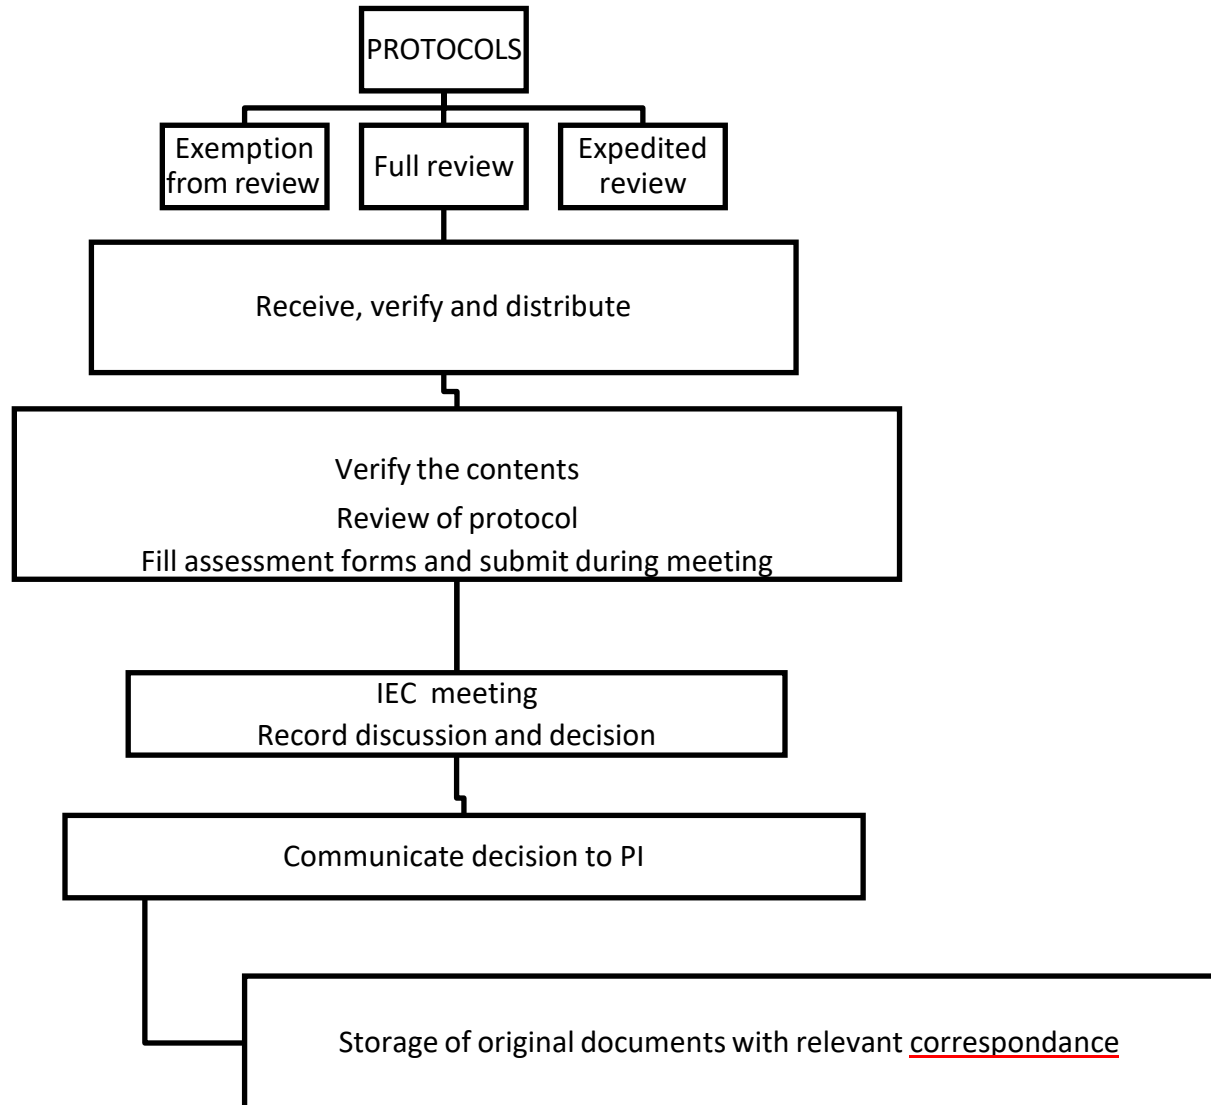 PROTOCOLS
Exemption
from review
Full review
Expedited
review
Receive, verify and distribute
Verify the contents
Review of protocol
Fill assessment forms and submit during meeting
IEC meeting
Record discussion and decision
Communicate decision to PI
Storage of original documents with relevant correspondance